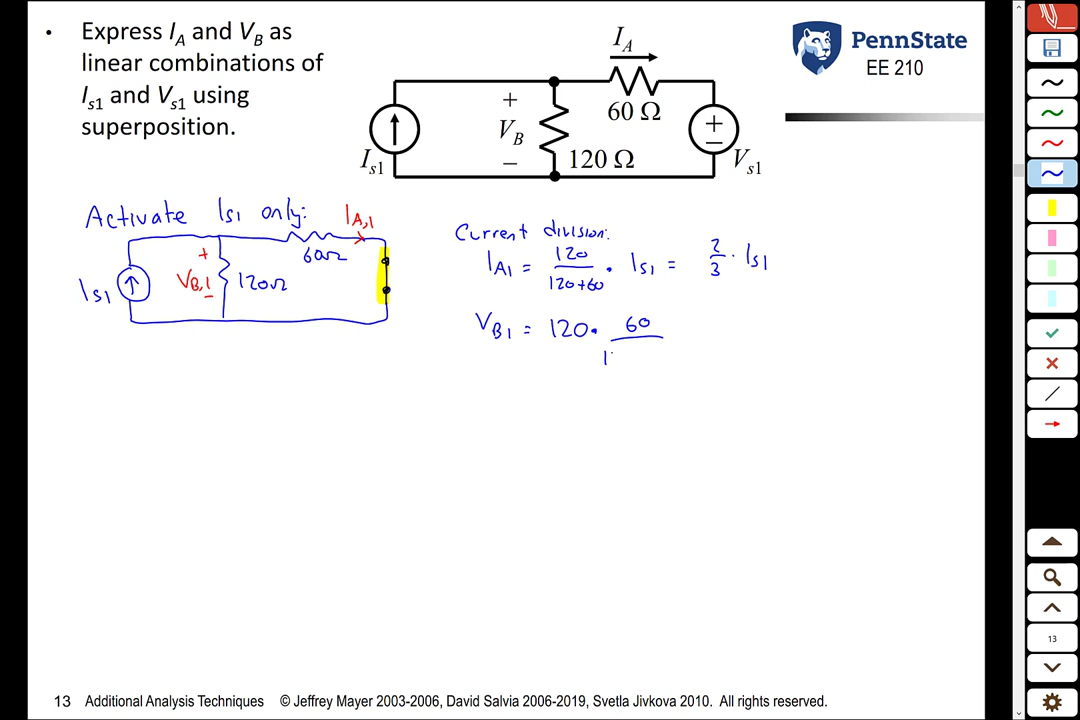 • Express I_A and V_B as
linear combinations of
I_s1 and V_s1 using
superposition.
I_A
60 Ω
+
V_B
−
120 Ω
I_s1
+
−
V_s1
PennState
EE 210
Activate I_S1 only:
I_A,1
60Ω
I_S1
+
V_B,1
−
120Ω
Current division:
I_A1 = 120 / 120+60 · I_S1 = 2/3 · I_S1
V_B1 = 120 · 60 / 1
13
13 Additional Analysis Techniques © Jeffrey Mayer 2003-2006, David Salvia 2006-2019, Svetla Jivkova 2010. All rights reserved.